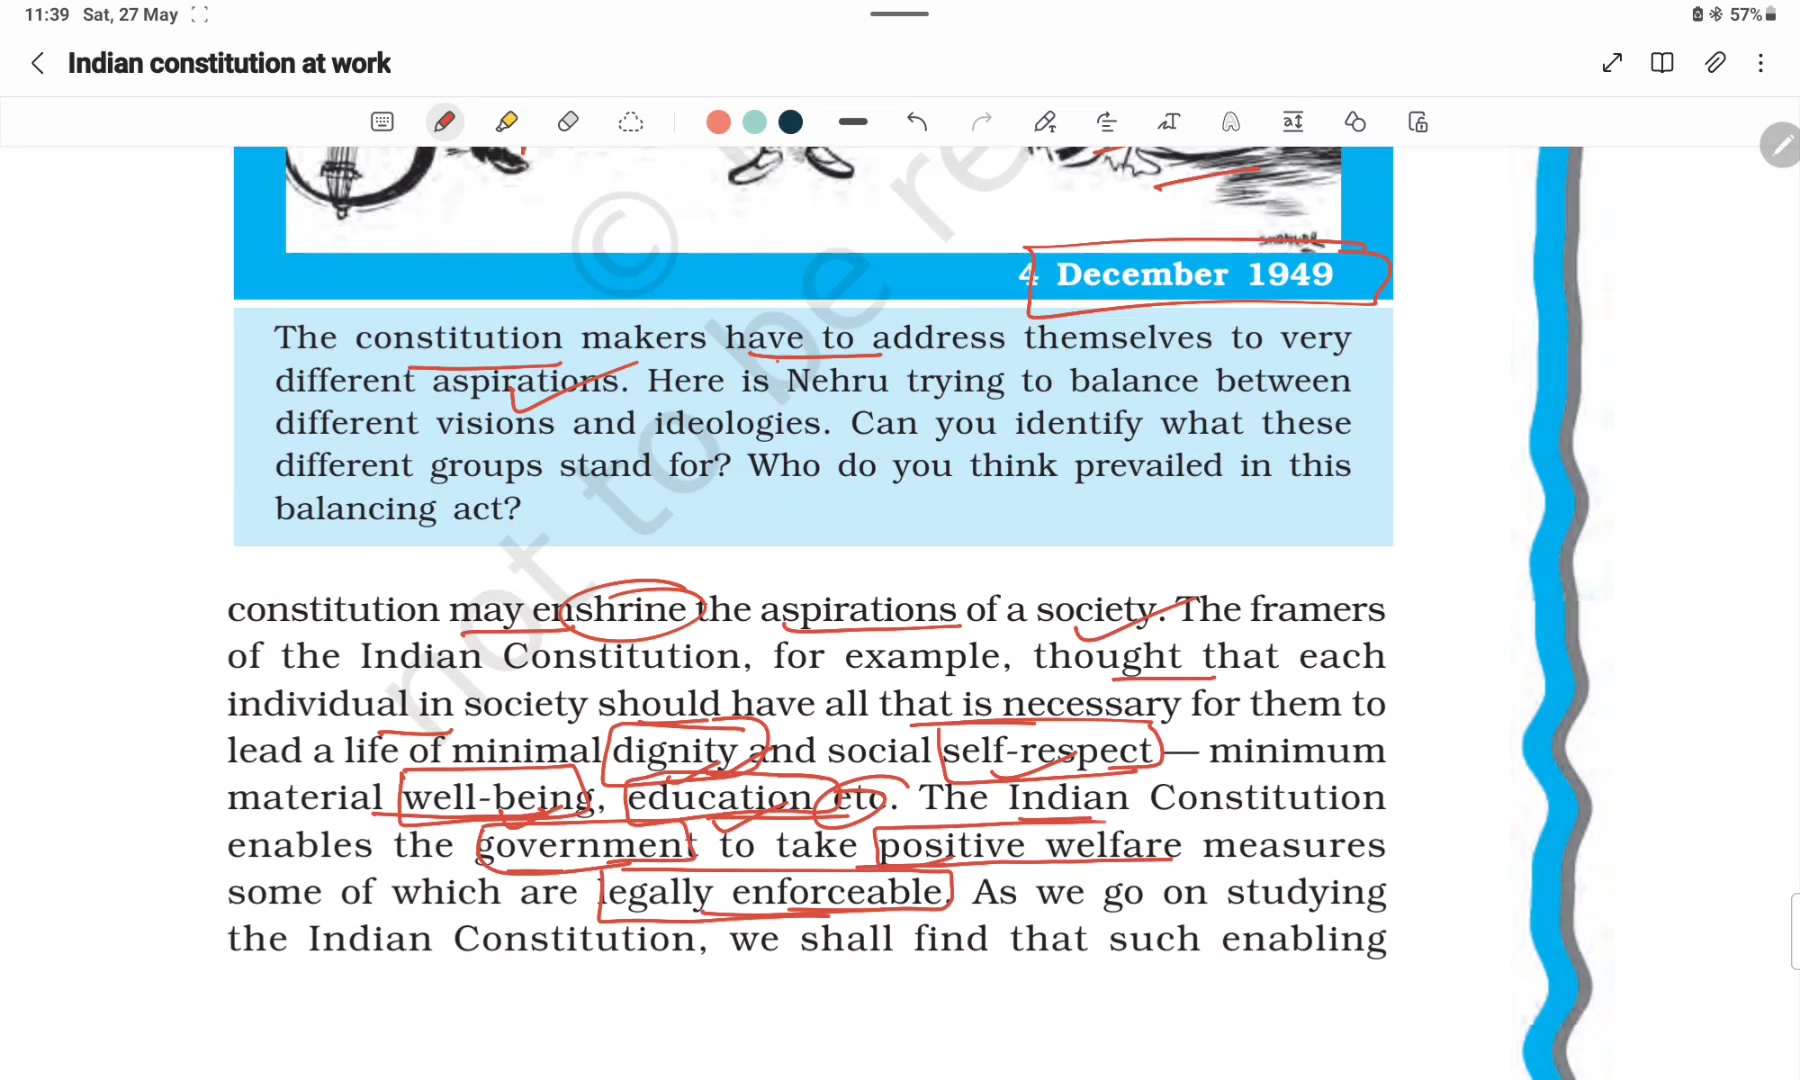 11:39 Sat, 27 May
57%
Indian constitution at work
© not to be re
4 December 1949
The constitution makers have to address themselves to very
different aspirations. Here is Nehru trying to balance between
different visions and ideologies. Can you identify what these
different groups stand for? Who do you think prevailed in this
balancing act?
constitution may enshrine the aspirations of a society. The framers
of the Indian Constitution, for example, thought that each
individual in society should have all that is necessary for them to
lead a life of minimal dignity and social self-respect — minimum
material well-being, education etc. The Indian Constitution
enables the government to take positive welfare measures
some of which are legally enforceable. As we go on studying
the Indian Constitution, we shall find that such enabling